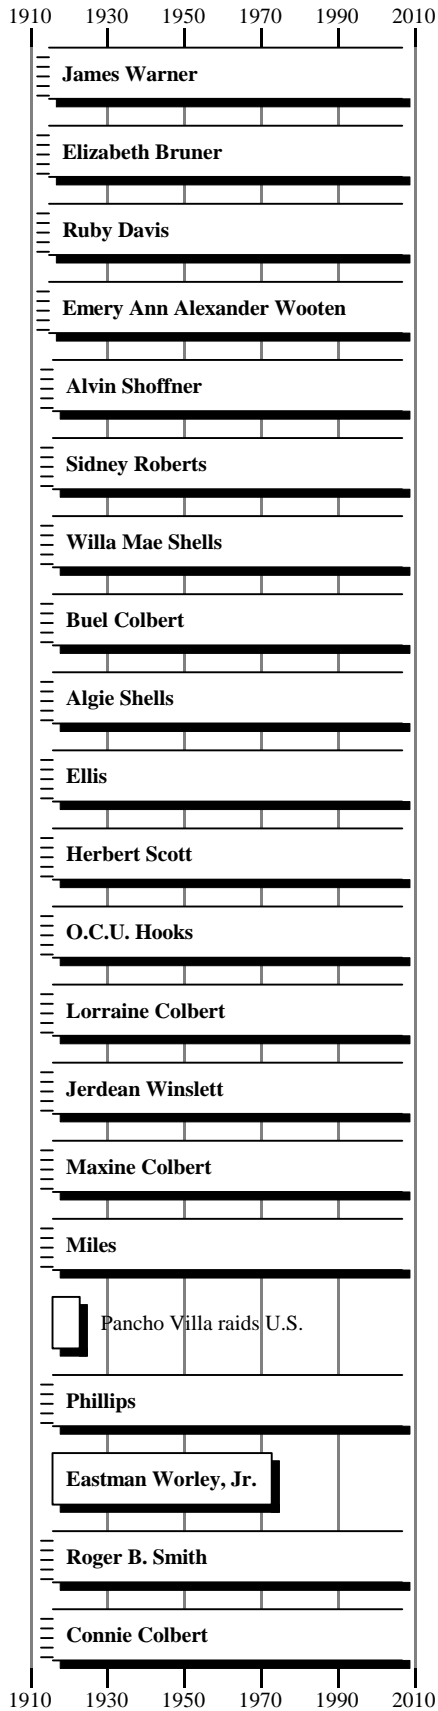 1910 1930 1950 1970 1990 2010
James Warner
Elizabeth Bruner
Ruby Davis
Emery Ann Alexander Wooten
Alvin Shoffner
Sidney Roberts
Willa Mae Shells
Buel Colbert
Algie Shells
Ellis
Herbert Scott
O.C.U. Hooks
Lorraine Colbert
Jerdean Winslett
Maxine Colbert
Miles
Pancho Villa raids U.S.
Phillips
Eastman Worley, Jr.
Roger B. Smith
Connie Colbert
1910 1930 1950 1970 1990 2010